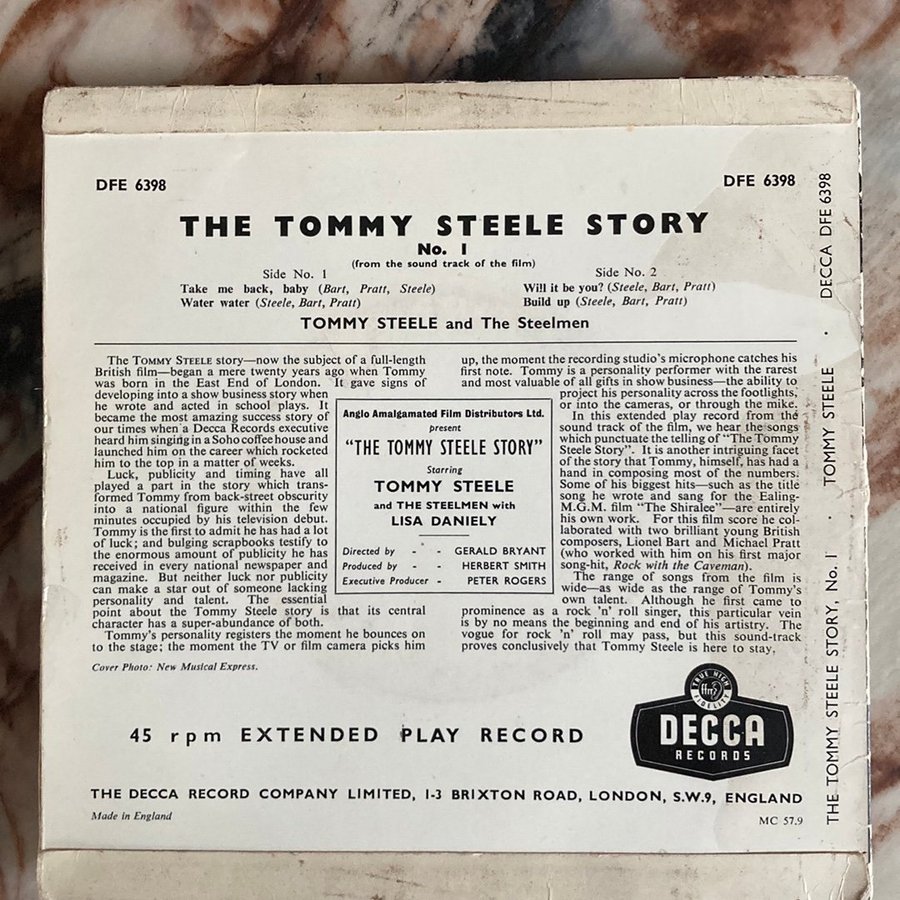 DFE 6398
DFE 6398
THE TOMMY STEELE STORY
No. 1
(from the sound track of the film)
Side No. 1
Take me back, baby (Bart, Pratt, Steele)
Water water (Steele, Bart, Pratt)
Side No. 2
Will it be you? (Steele, Bart, Pratt)
Build up (Steele, Bart, Pratt)
TOMMY STEELE and The Steelmen
The TOMMY STEELE story—now the subject of a full-length
British film—began a mere twenty years ago when Tommy
was born in the East End of London. It gave signs of
developing into a show business story when
he wrote and acted in school plays. It
became the most amazing success story of
our times when a Decca Records executive
heard him singing in a Soho coffee house and
launched him on the career which rocketed
him to the top in a matter of weeks.
Luck, publicity and timing have all
played a part in the story which trans-
formed Tommy from back-street obscurity
into a national figure within the few
minutes occupied by his television debut.
Tommy is the first to admit he has had a lot
of luck; and bulging scrapbooks testify to
the enormous amount of publicity he has
received in every national newspaper and
magazine. But neither luck nor publicity
can make a star out of someone lacking
personality and talent. The essential
point about the Tommy Steele story is that its central
character has a super-abundance of both.
Tommy's personality registers the moment he bounces on
to the stage; the moment the TV or film camera picks him
up, the moment the recording studio's microphone catches his
first note. Tommy is a personality performer with the rarest
and most valuable of all gifts in show business—the ability to
project his personality across the footlights,
or into the cameras, or through the mike.
In this extended play record from the
sound track of the film, we hear the songs
which punctuate the telling of "The Tommy
Steele Story". It is another intriguing facet
of the story that Tommy, himself, has had a
hand in composing most of the numbers.
Some of his biggest hits—such as the title
song he wrote and sang for the Ealing-
M.G.M. film "The Shiralee"—are entirely
his own work. For this film score he col-
laborated with two brilliant young British
composers, Lionel Bart and Michael Pratt
(who worked with him on his first major
song-hit, Rock with the Caveman).
The range of songs from the film is
wide—as wide as the range of Tommy's
own talent. Although he first came to
prominence as a rock 'n' roll singer, this particular vein
is by no means the beginning and end of his artistry. The
vogue for rock 'n' roll may pass, but this sound-track
proves conclusively that Tommy Steele is here to stay.
Anglo Amalgamated Film Distributors Ltd.
present
"THE TOMMY STEELE STORY"
Starring
TOMMY STEELE
and THE STEELMEN with
LISA DANIELY
Directed by - - GERALD BRYANT
Produced by - - HERBERT SMITH
Executive Producer - PETER ROGERS
Cover Photo: New Musical Express.
45 rpm EXTENDED PLAY RECORD
TRUE HIGH FIDELITY
ffrr
DECCA
RECORDS
THE DECCA RECORD COMPANY LIMITED, 1-3 BRIXTON ROAD, LONDON, S.W.9, ENGLAND
Made in England
MC 57.9
THE TOMMY STEELE STORY, No. 1 · TOMMY STEELE · DECCA DFE 6398